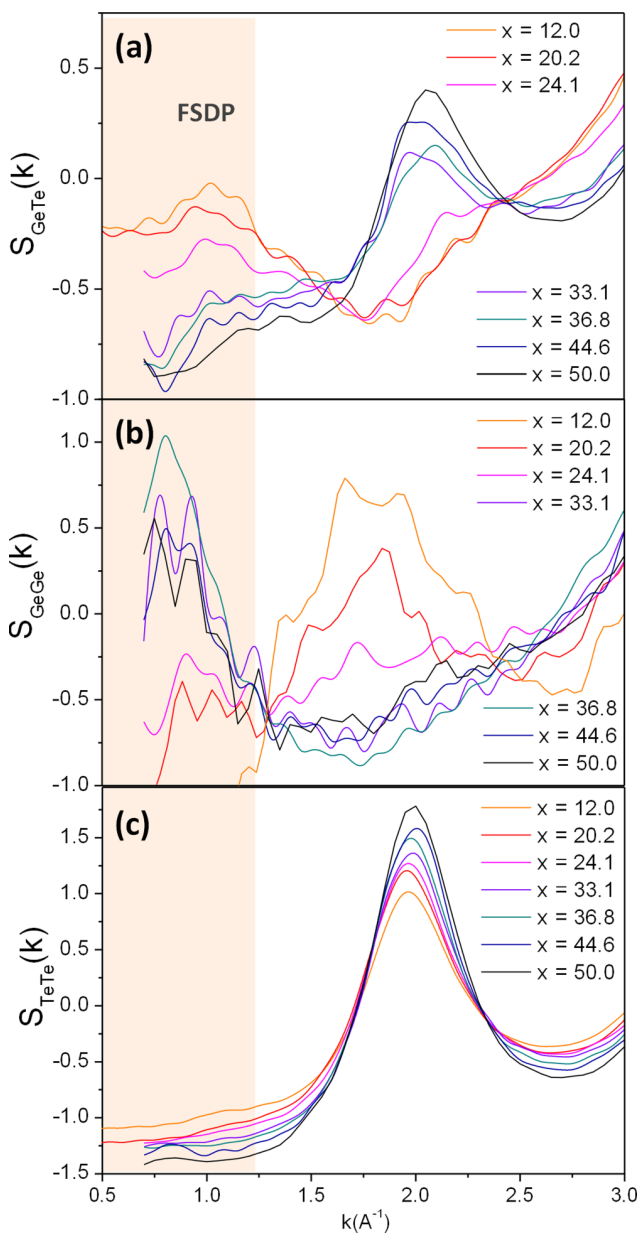 (a)
FSDP
x = 12.0
x = 20.2
x = 24.1
x = 33.1
x = 36.8
x = 44.6
x = 50.0
0.5
0.0
-0.5
-1.0
S_GeTe(k)
(b)
x = 12.0
x = 20.2
x = 24.1
x = 33.1
x = 36.8
x = 44.6
x = 50.0
1.0
0.5
0.0
-0.5
-1.0
S_GeGe(k)
(c)
x = 12.0
x = 20.2
x = 24.1
x = 33.1
x = 36.8
x = 44.6
x = 50.0
1.5
1.0
0.5
0.0
-0.5
-1.0
-1.5
S_TeTe(k)
0.5 1.0 1.5 2.0 2.5 3.0
k(A⁻¹)